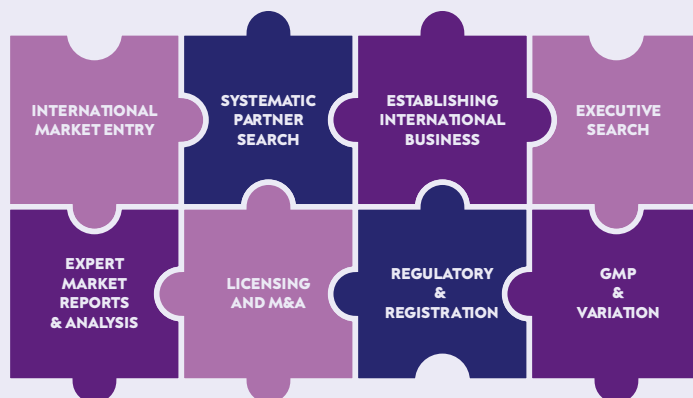 INTERNATIONAL
MARKET ENTRY
SYSTEMATIC
PARTNER
SEARCH
ESTABLISHING
INTERNATIONAL
BUSINESS
EXECUTIVE
SEARCH
EXPERT
MARKET
REPORTS
& ANALYSIS
LICENSING
AND M&A
REGULATORY
&
REGISTRATION
GMP
&
VARIATION